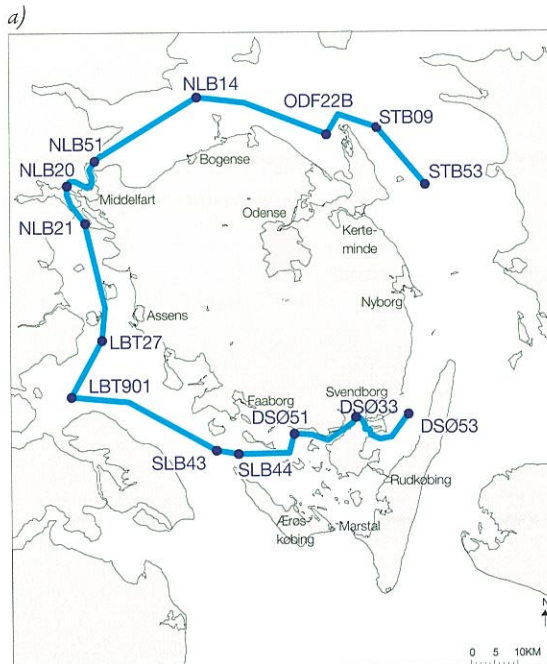 a)
NLB14
ODF22B
STB09
NLB51
Bogense
NLB20
STB53
Middelfart
Odense
NLB21
Kerte-
minde
Nyborg
Assens
LBT27
LBT901
Faaborg
Svendborg
DSØ51
DSØ33
DSØ53
SLB43
SLB44
Rudkøbing
Ærøs-
købing
Marstal
N
0 5 10KM